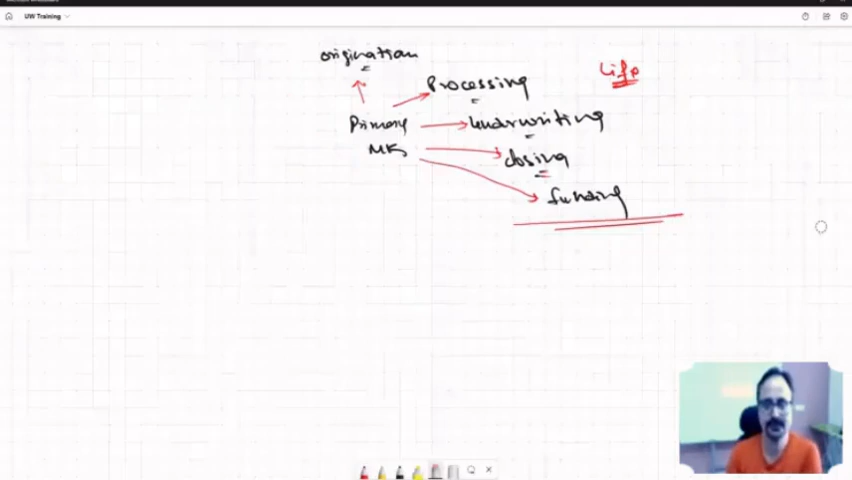 UW Training
origination
Processing
Life
Primary
underwriting
MK
closing
funding